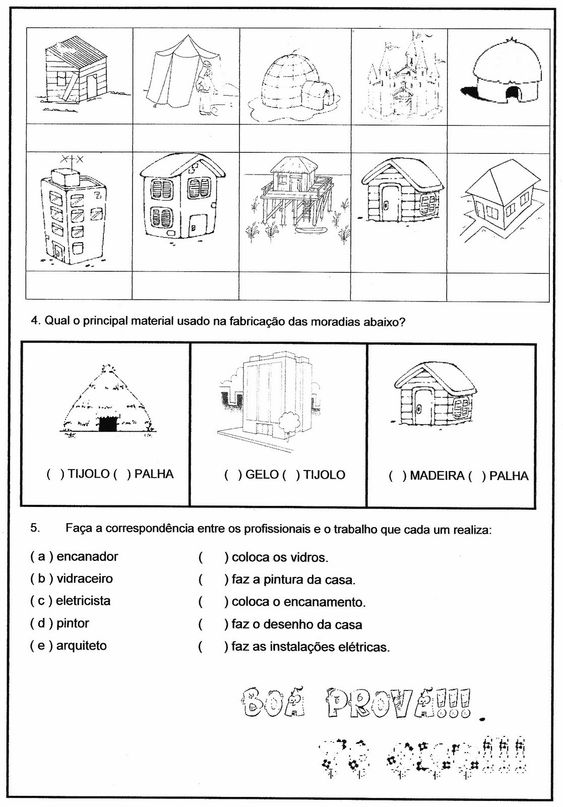 4. Qual o principal material usado na fabricação das moradias abaixo?
( ) TIJOLO ( ) PALHA
( ) GELO ( ) TIJOLO
( ) MADEIRA ( ) PALHA
5. Faça a correspondência entre os profissionais e o trabalho que cada um realiza:
( a ) encanador ( ) coloca os vidros.
( b ) vidraceiro ( ) faz a pintura da casa.
( c ) eletricista ( ) coloca o encanamento.
( d ) pintor ( ) faz o desenho da casa
( e ) arquiteto ( ) faz as instalações elétricas.
BOA PROVA!!!